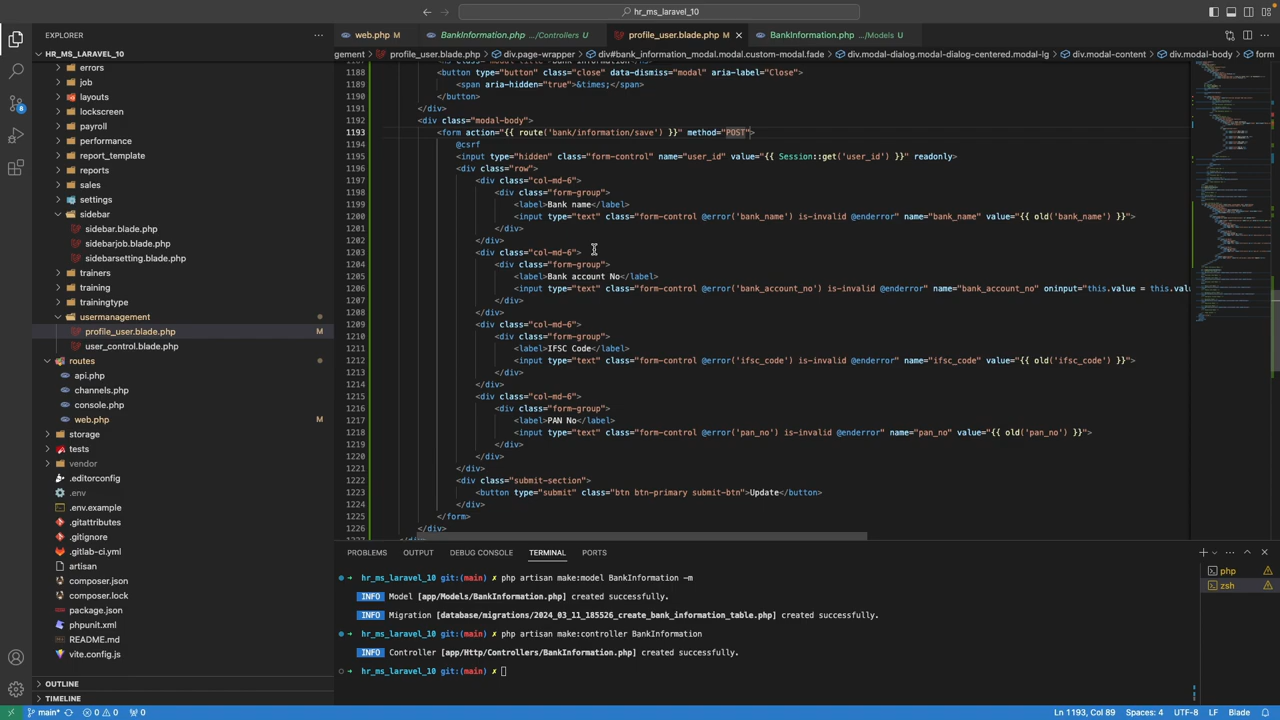 hr_ms_laravel_10
EXPLORER
web.php M
BankInformation.php .../Controllers U
profile_user.blade.php M
BankInformation.php .../Models U
HR_MS_LARAVEL_10
gement > profile_user.blade.php > div.page-wrapper > div#bank_information_modal.custom-modal.fade > div.modal-dialog.modal-dialog-centered.modal-lg > div.modal-content > div.modal-body > form
errors
job
layouts
lockscreen
payroll
performance
report_template
reports
sales
settings
sidebar
sidebar.blade.php
sidebarjob.blade.php
sidebarsetting.blade.php
trainers
training
trainingtype
usermanagement
profile_user.blade.php M
user_control.blade.php
routes
api.php
channels.php
console.php
web.php
storage
tests
vendor
.editorconfig
.env
.env.example
.gitattributes
.gitignore
.gitlab-ci.yml
artisan
composer.json
composer.lock
package.json
phpunit.xml
README.md
vite.config.js
OUTLINE
TIMELINE
1188 <button type="button" class="close" data-dismiss="modal" aria-label="Close">
1189 <span aria-hidden="true">&times;</span>
1190 </button>
1191 </div>
1192 <div class="modal-body">
1193 <form action="{{ route('bank/information/save') }}" method="POST">
1194 @csrf
1195 <input type="hidden" class="form-control" name="user_id" value="{{ Session::get('user_id') }}" readonly>
1196 <div class="row">
1197 <div class="col-md-6">
1198 <div class="form-group">
1199 <label>Bank name</label>
1200 <input type="text" class="form-control @error('bank_name') is-invalid @enderror" name="bank_name" value="{{ old('bank_name') }}">
1201 </div>
1202 </div>
1203 <div class="col-md-6">
1204 <div class="form-group">
1205 <label>Bank account No</label>
1206 <input type="text" class="form-control @error('bank_account_no') is-invalid @enderror" name="bank_account_no" oninput="this.value = this.valu
1207 </div>
1208 </div>
1209 <div class="col-md-6">
1210 <div class="form-group">
1211 <label>IFSC Code</label>
1212 <input type="text" class="form-control @error('ifsc_code') is-invalid @enderror" name="ifsc_code" value="{{ old('ifsc_code') }}">
1213 </div>
1214 </div>
1215 <div class="col-md-6">
1216 <div class="form-group">
1217 <label>PAN No</label>
1218 <input type="text" class="form-control @error('pan_no') is-invalid @enderror" name="pan_no" value="{{ old('pan_no') }}">
1219 </div>
1220 </div>
1221 </div>
1222 <div class="submit-section">
1223 <button type="submit" class="btn btn-primary submit-btn">Update</button>
1224 </div>
1225 </form>
1226 </div>
PROBLEMS OUTPUT DEBUG CONSOLE TERMINAL PORTS
hr_ms_laravel_10 git:(main) ✗ php artisan make:model BankInformation -m
INFO Model [app/Models/BankInformation.php] created successfully.
INFO Migration [database/migrations/2024_03_11_185526_create_bank_information_table.php] created successfully.
hr_ms_laravel_10 git:(main) ✗ php artisan make:controller BankInformation
INFO Controller [app/Http/Controllers/BankInformation.php] created successfully.
hr_ms_laravel_10 git:(main) ✗
php
zsh
main* 0 0 0
Ln 1193, Col 89 Spaces: 4 UTF-8 LF Blade